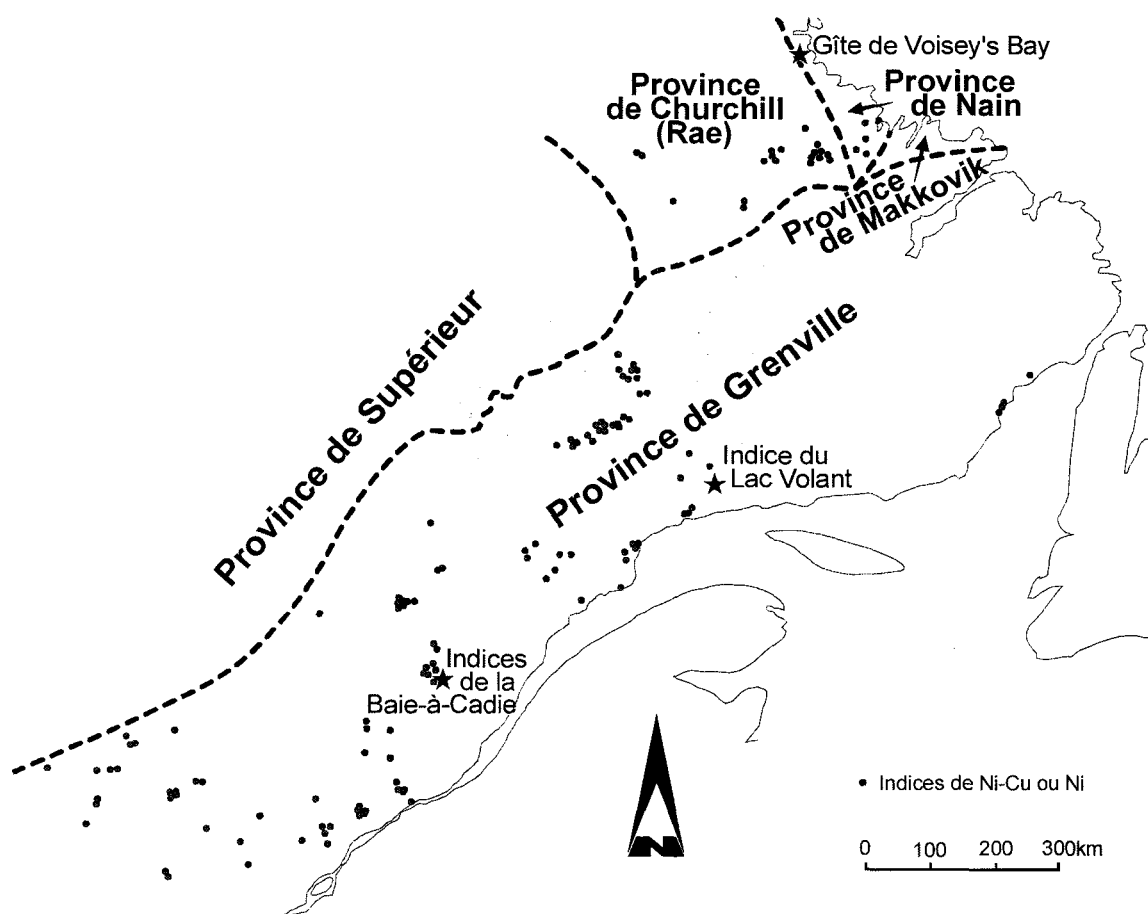 Gîte de Voisey's Bay
Province
de Churchill
(Rae)
Province
de Nain
Province
de Makkovik
Province de Supérieur
Province de Grenville
Indice du
Lac Volant
Indices
de la
Baie-à-Cadie
N
Indices de Ni-Cu ou Ni
0 100 200 300km